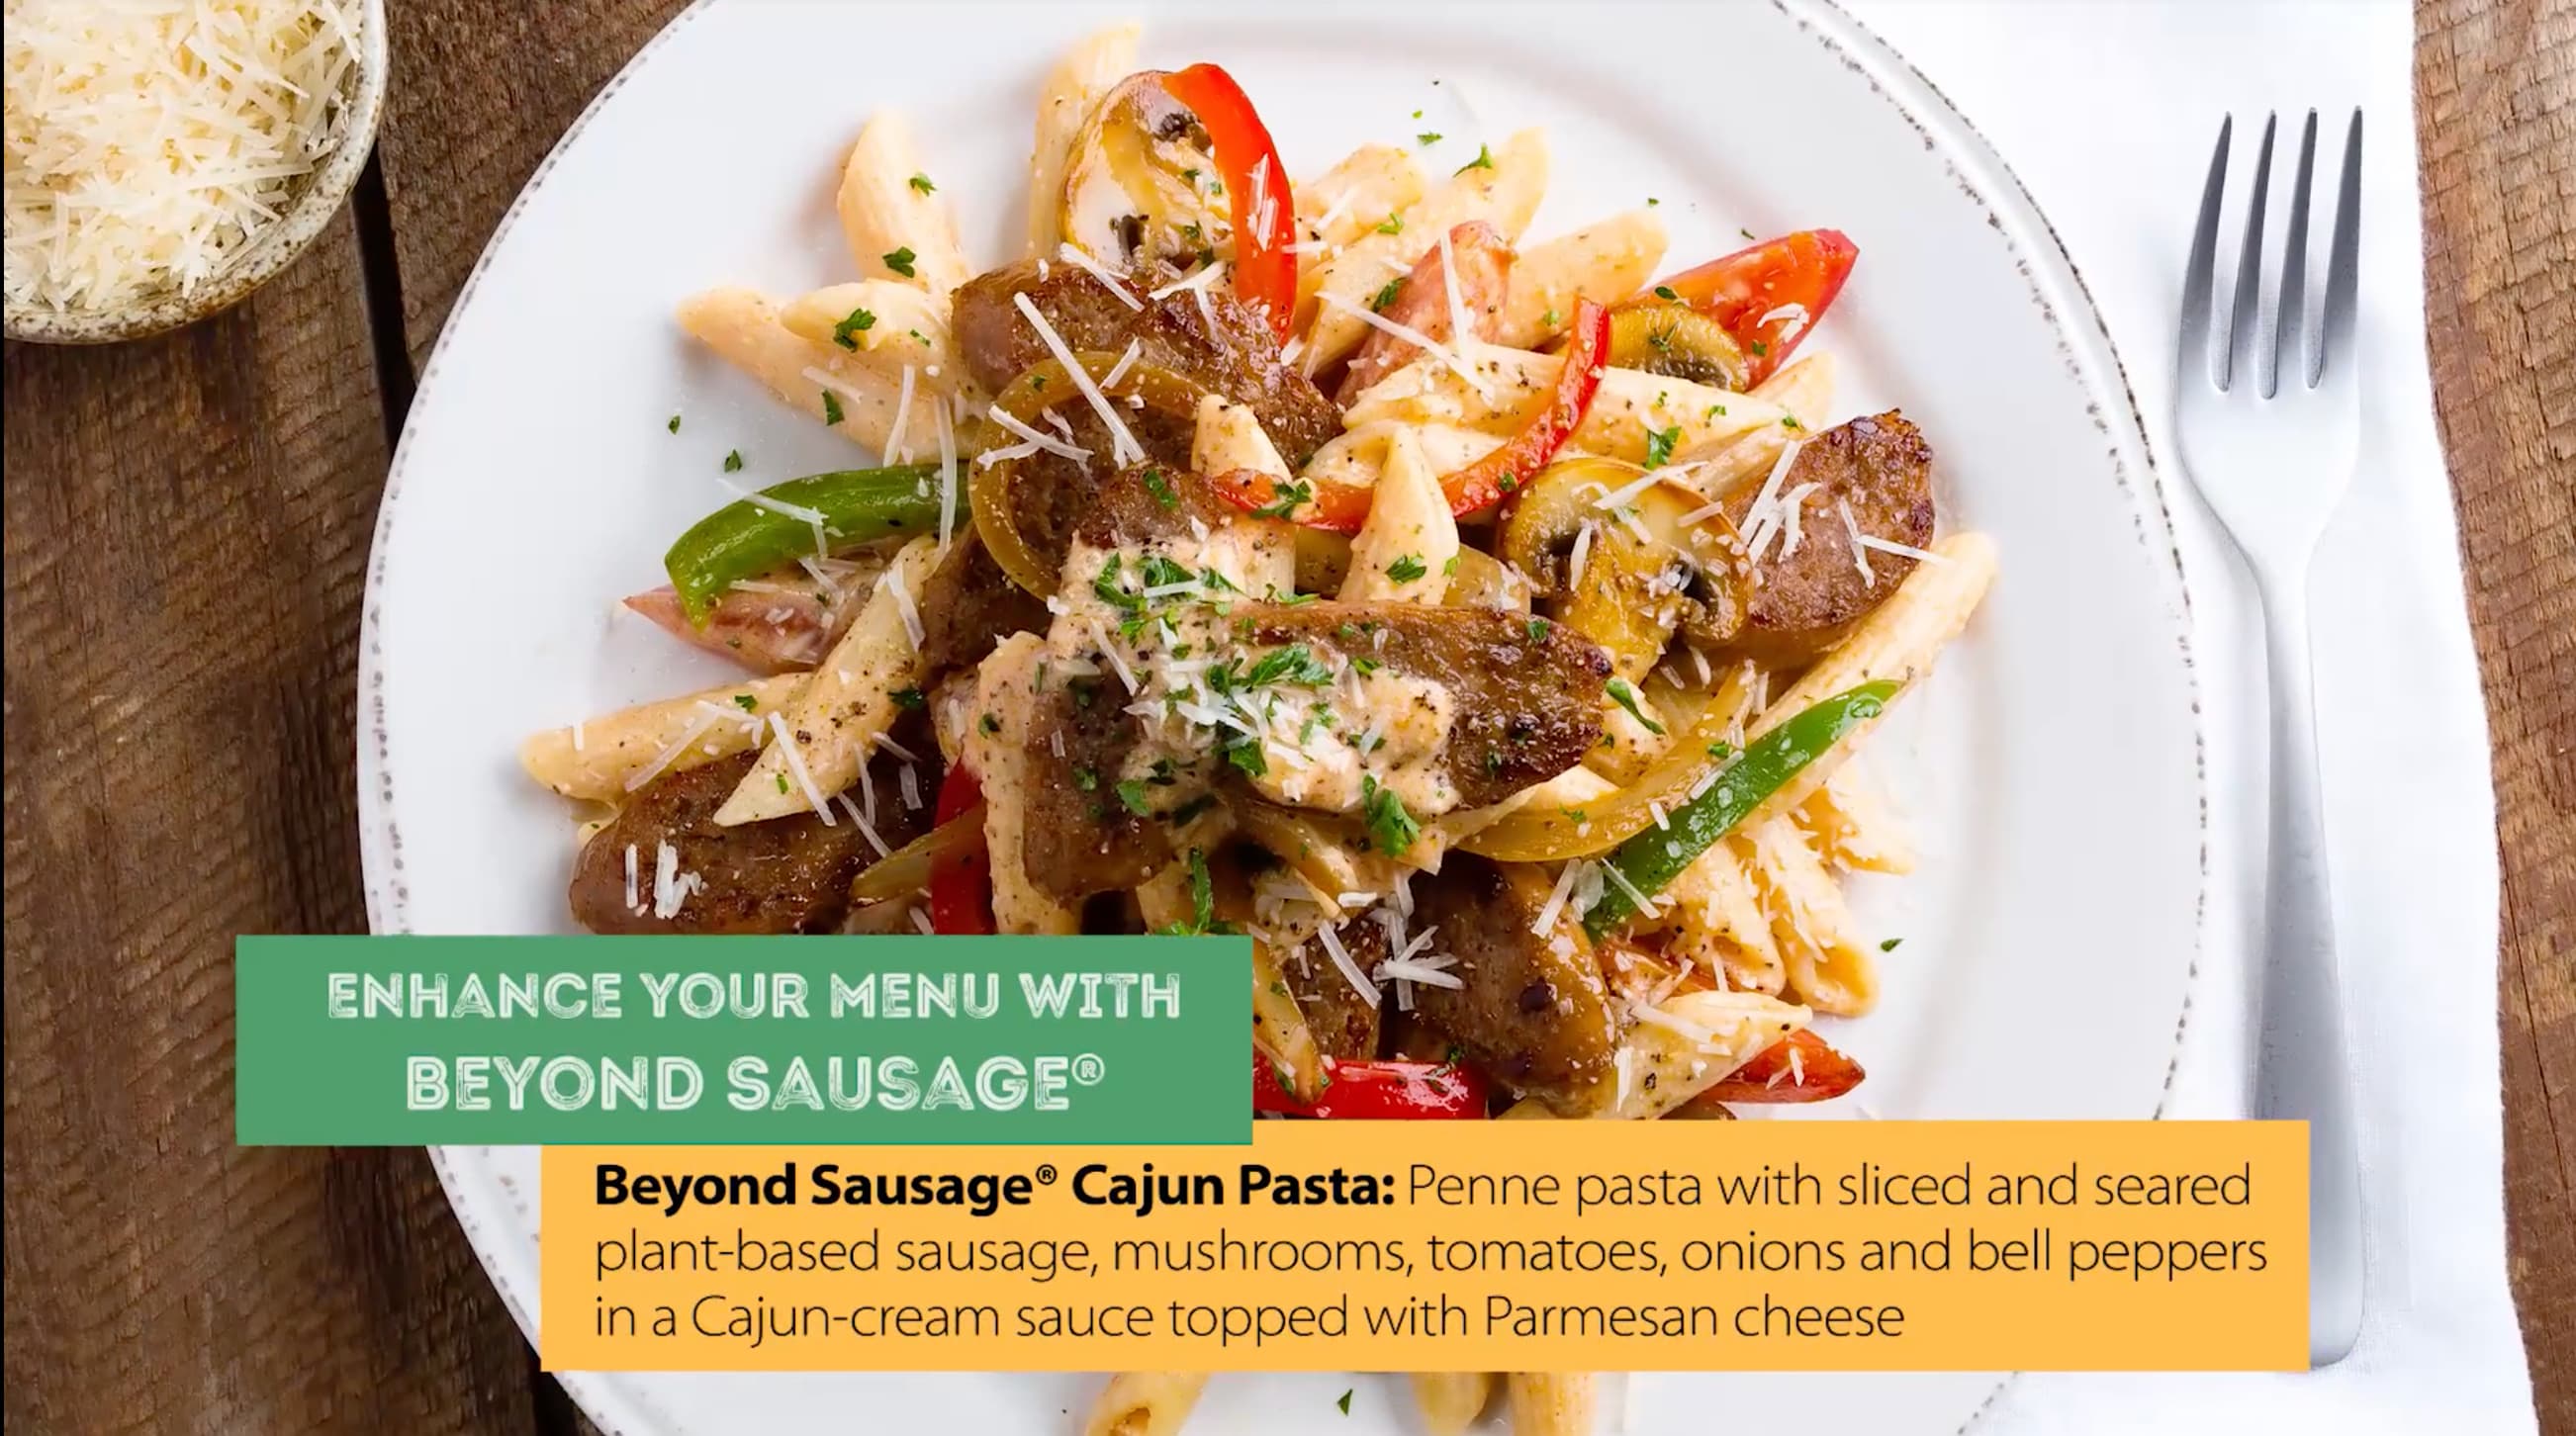 ENHANCE YOUR MENU WITH
BEYOND SAUSAGE®
Beyond Sausage® Cajun Pasta: Penne pasta with sliced and seared
plant-based sausage, mushrooms, tomatoes, onions and bell peppers
in a Cajun-cream sauce topped with Parmesan cheese